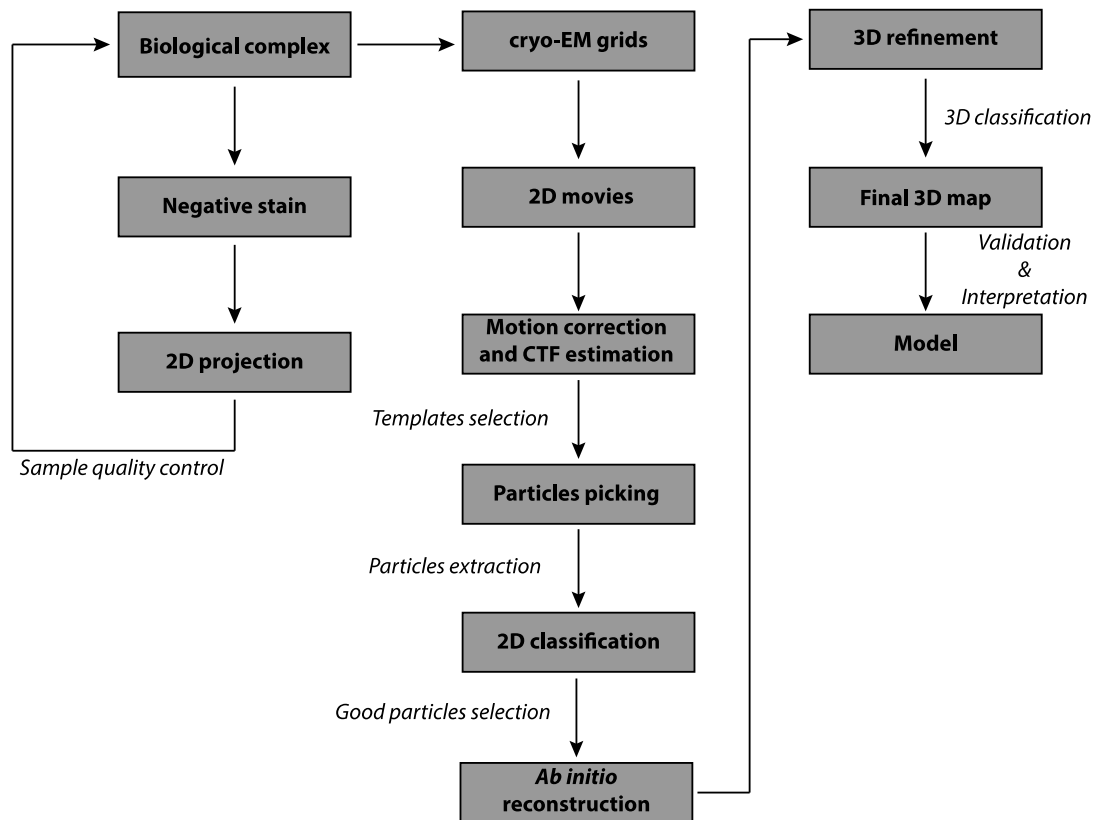 Biological complex
Negative stain
2D projection
Sample quality control
cryo-EM grids
2D movies
Motion correction
and CTF estimation
Templates selection
Particles picking
Particles extraction
2D classification
Good particles selection
Ab initio
reconstruction
3D refinement
3D classification
Final 3D map
Validation
&
Interpretation
Model